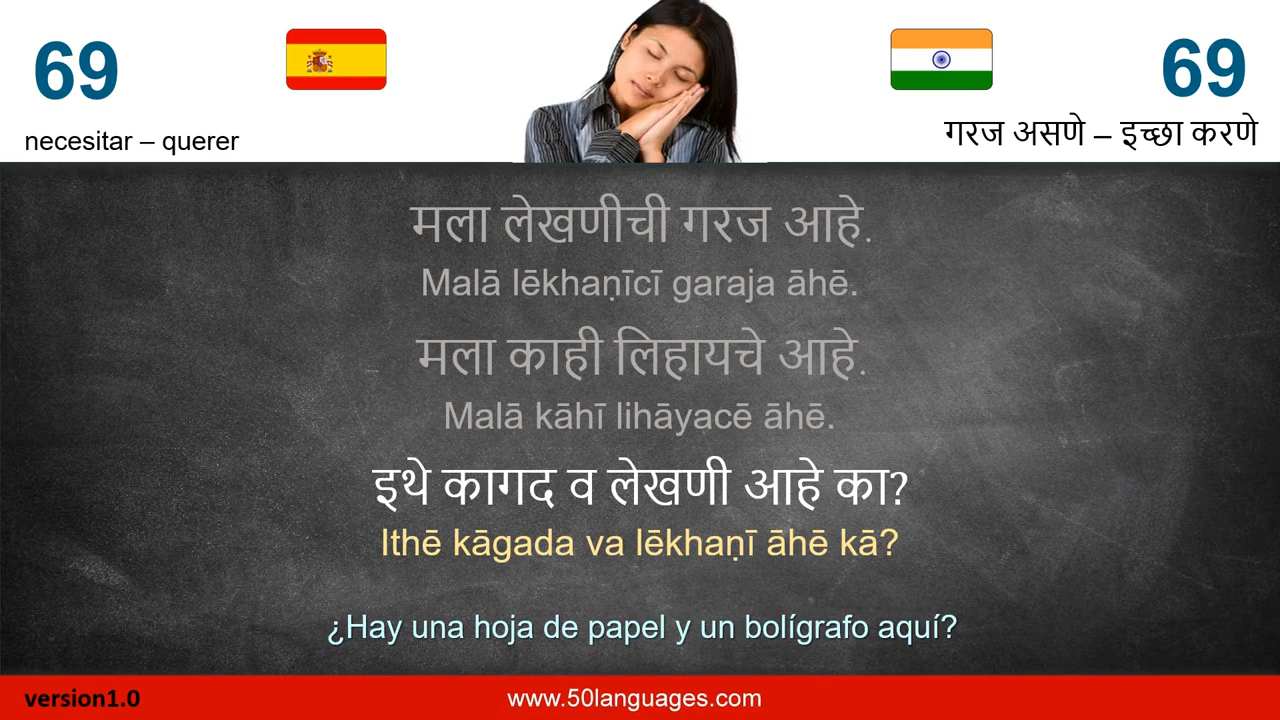 69
69
necesitar – querer
गरज असणे – इच्छा करणे
मला लेखणीची गरज आहे.
Malā lēkhaṇīcī garaja āhē.
मला काही लिहायचे आहे.
Malā kāhī lihāyacē āhē.
इथे कागद व लेखणी आहे का?
Ithē kāgada va lēkhaṇī āhē kā?
¿Hay una hoja de papel y un bolígrafo aquí?
version1.0
www.50languages.com